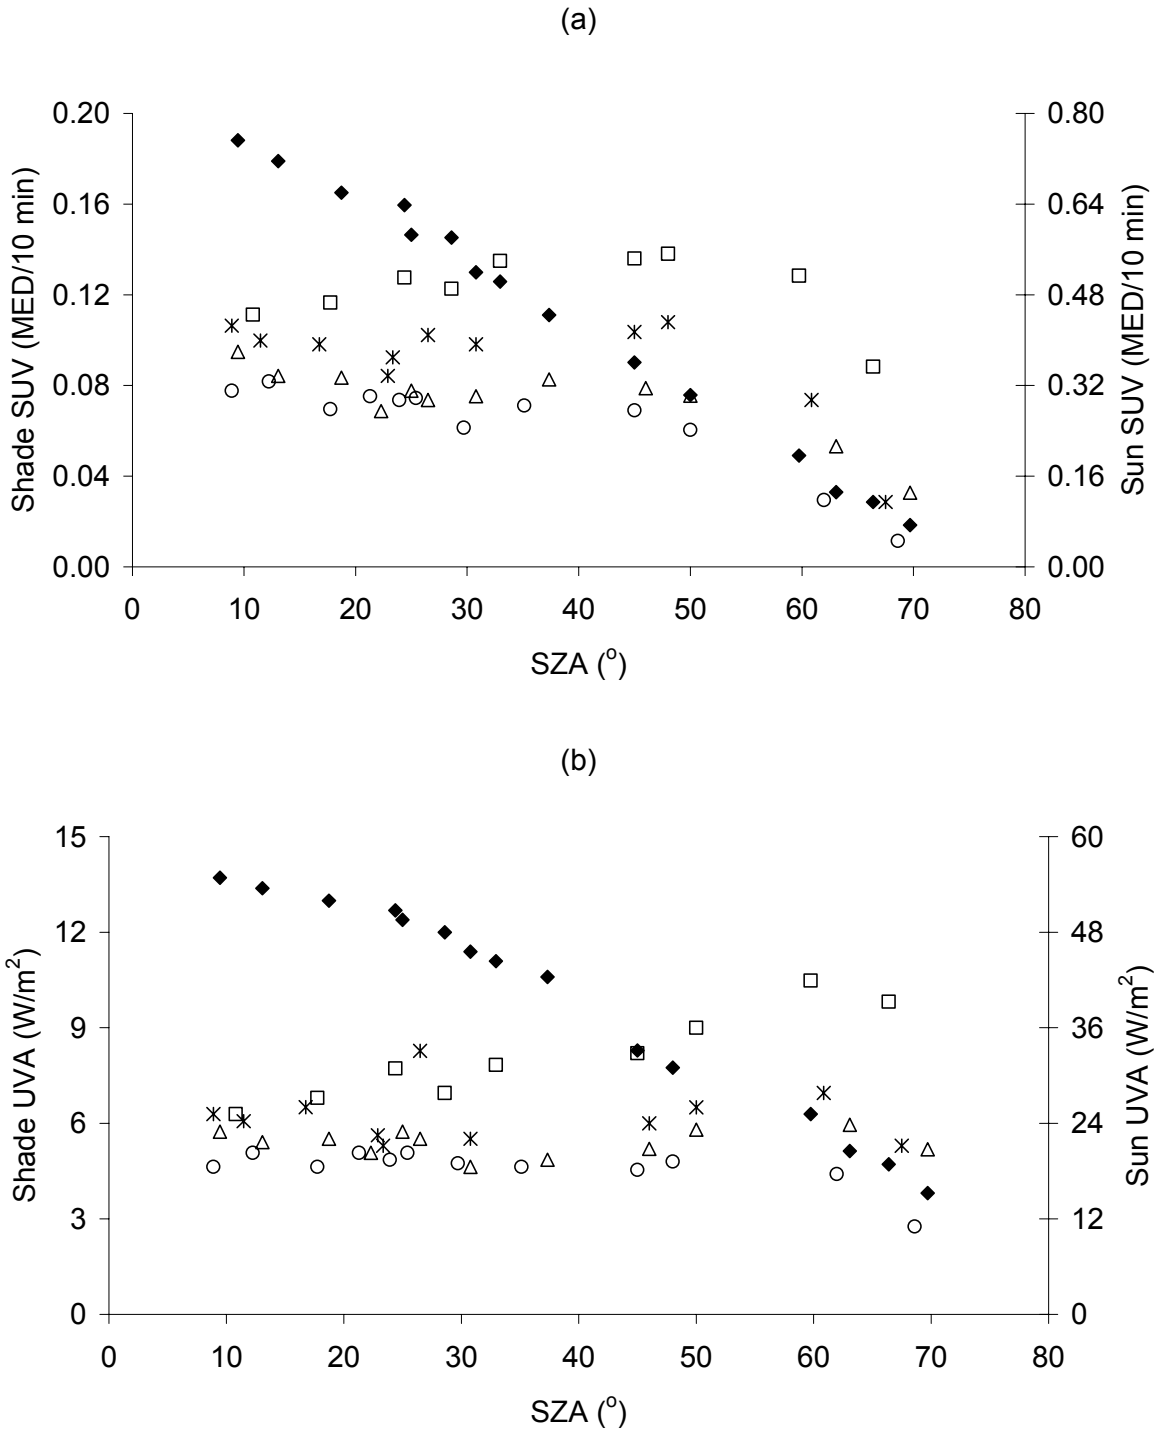 (a)
Shade SUV (MED/10 min)
0.20
0.16
0.12
0.08
0.04
0.00
0.80
0.64
0.48
0.32
0.16
0.00
Sun SUV (MED/10 min)
0 10 20 30 40 50 60 70 80
SZA (°)
(b)
Shade UVA (W/m²)
15
12
9
6
3
0
60
48
36
24
12
0
Sun UVA (W/m²)
0 10 20 30 40 50 60 70 80
SZA (°)